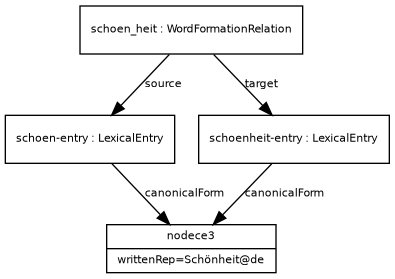 schoen_heit : WordFormationRelation
source
target
schoen-entry : LexicalEntry
schoenheit-entry : LexicalEntry
canonicalForm
canonicalForm
nodece3
writtenRep=Schönheit@de